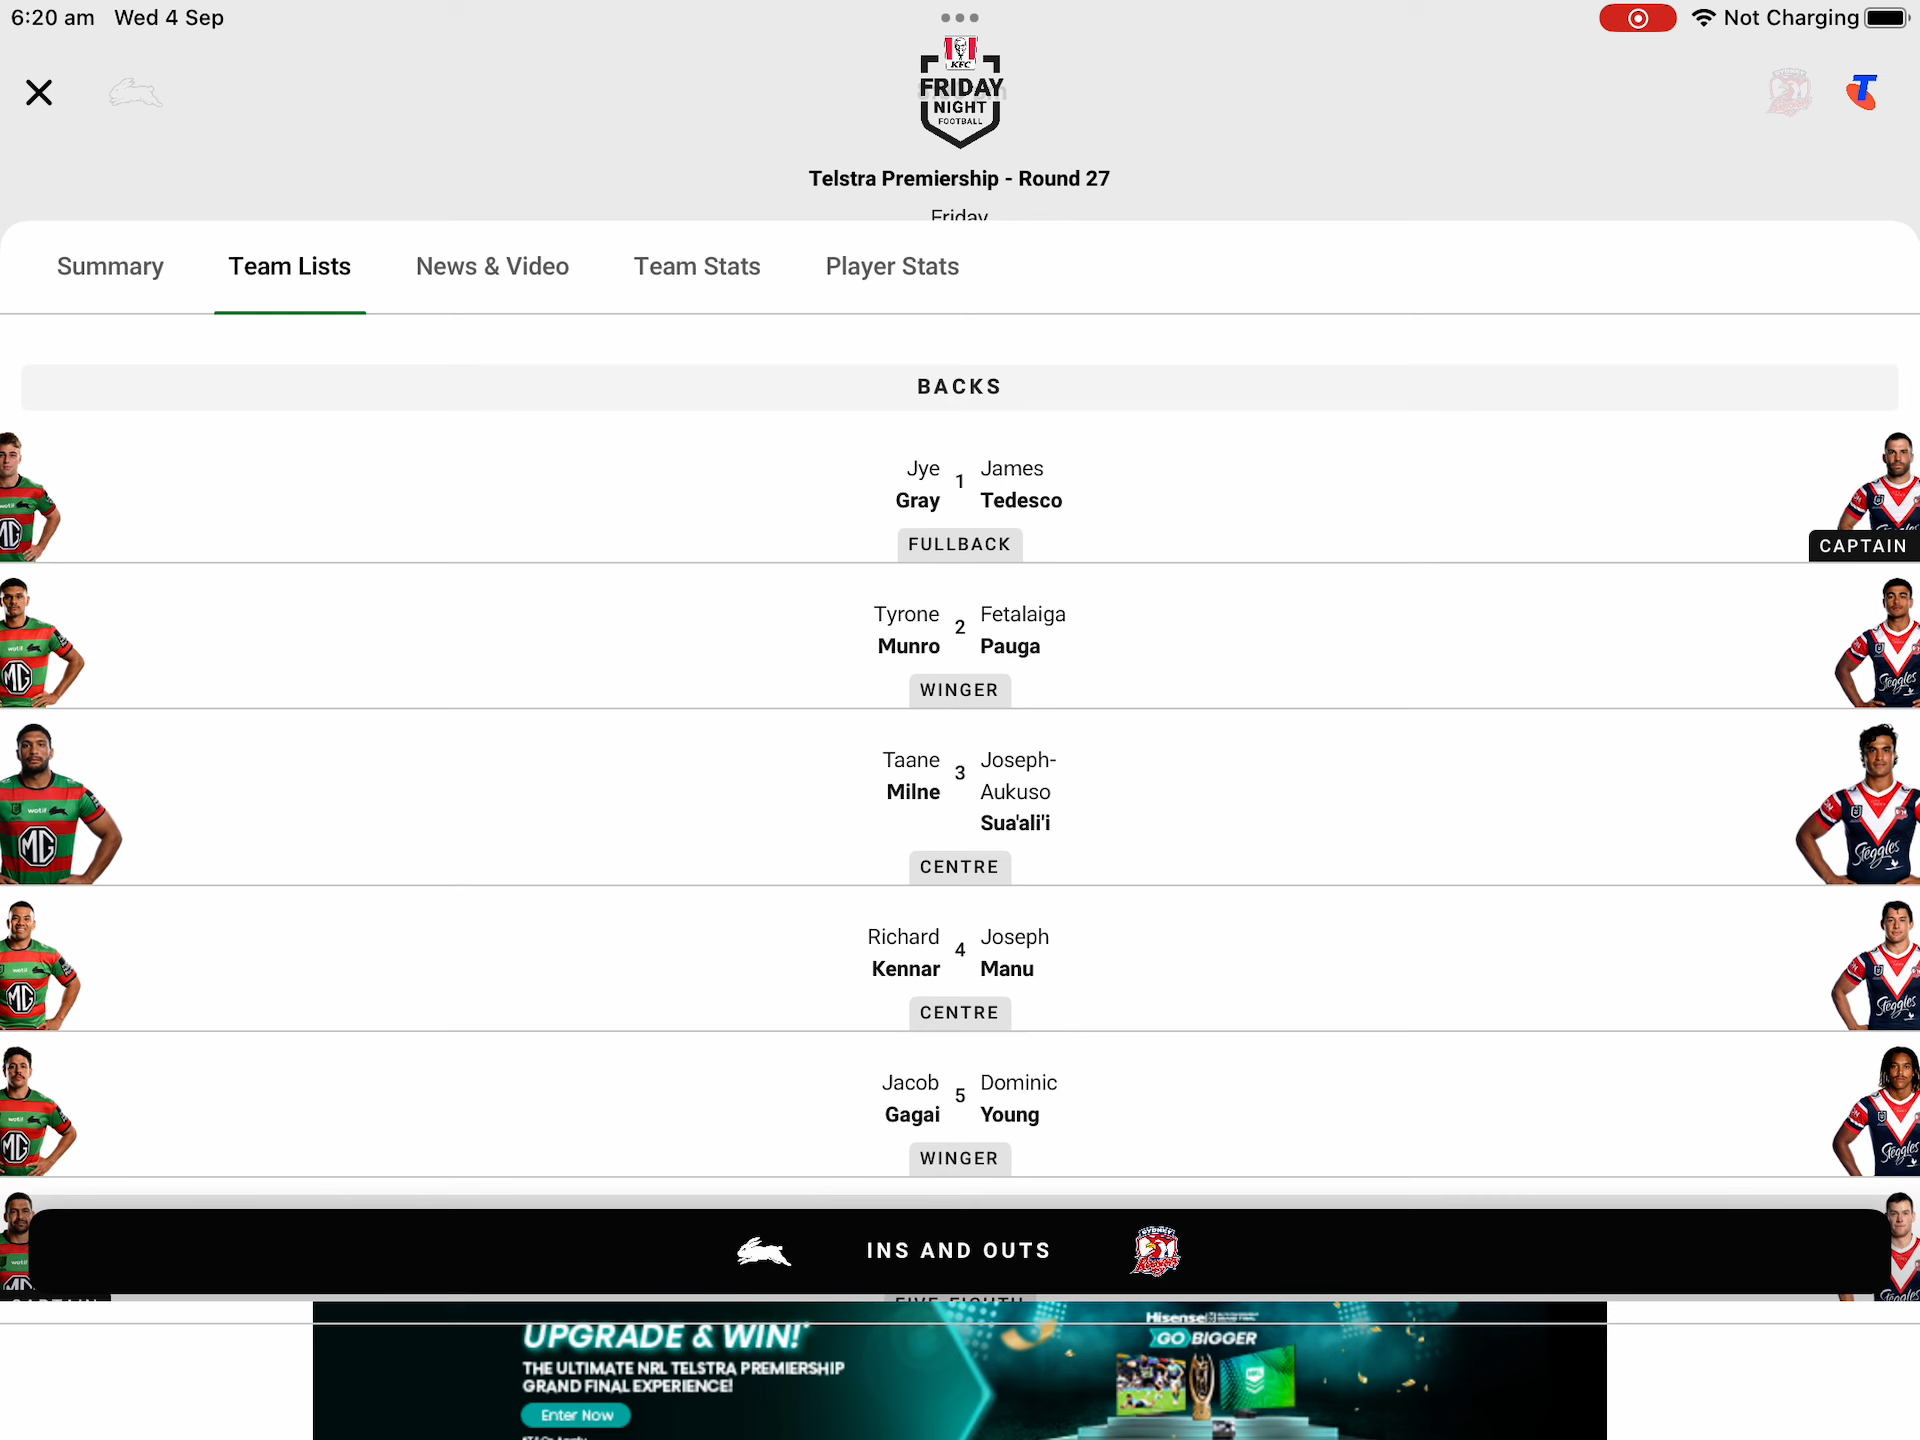 6:20 am Wed 4 Sep
Not Charging
KFC
FRIDAY
NIGHT
FOOTBALL
Telstra Premiership - Round 27
Friday
Summary Team Lists News & Video Team Stats Player Stats
BACKS
Jye Gray 1 James Tedesco
FULLBACK
CAPTAIN
Tyrone Munro 2 Fetalaiga Pauga
WINGER
Taane Milne 3 Joseph-Aukuso Sua'ali'i
CENTRE
Richard Kennar 4 Joseph Manu
CENTRE
Jacob Gagai 5 Dominic Young
WINGER
INS AND OUTS
FIVE-EIGHTH
UPGRADE & WIN!*
THE ULTIMATE NRL TELSTRA PREMIERSHIP
GRAND FINAL EXPERIENCE!
Enter Now
Hisense
GO BIGGER